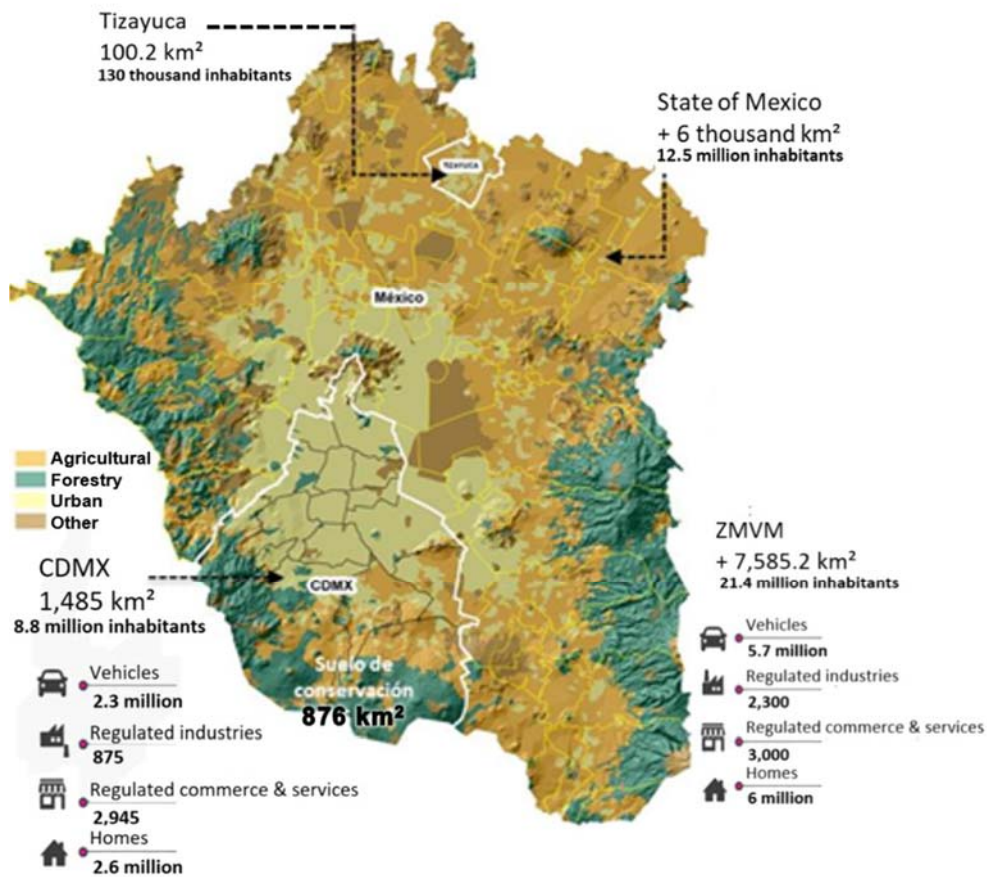 Tizayuca
100.2 km²
130 thousand inhabitants
State of Mexico
+ 6 thousand km²
12.5 million inhabitants
TIZAYUCA
México
Agricultural
Forestry
Urban
Other
CDMX
1,485 km²
8.8 million inhabitants
CDMX
Suelo de
conservación
876 km²
Vehicles
2.3 million
Regulated industries
875
Regulated commerce & services
2,945
Homes
2.6 million
ZMVM
+ 7,585.2 km²
21.4 million inhabitants
Vehicles
5.7 million
Regulated industries
2,300
Regulated commerce & services
3,000
Homes
6 million